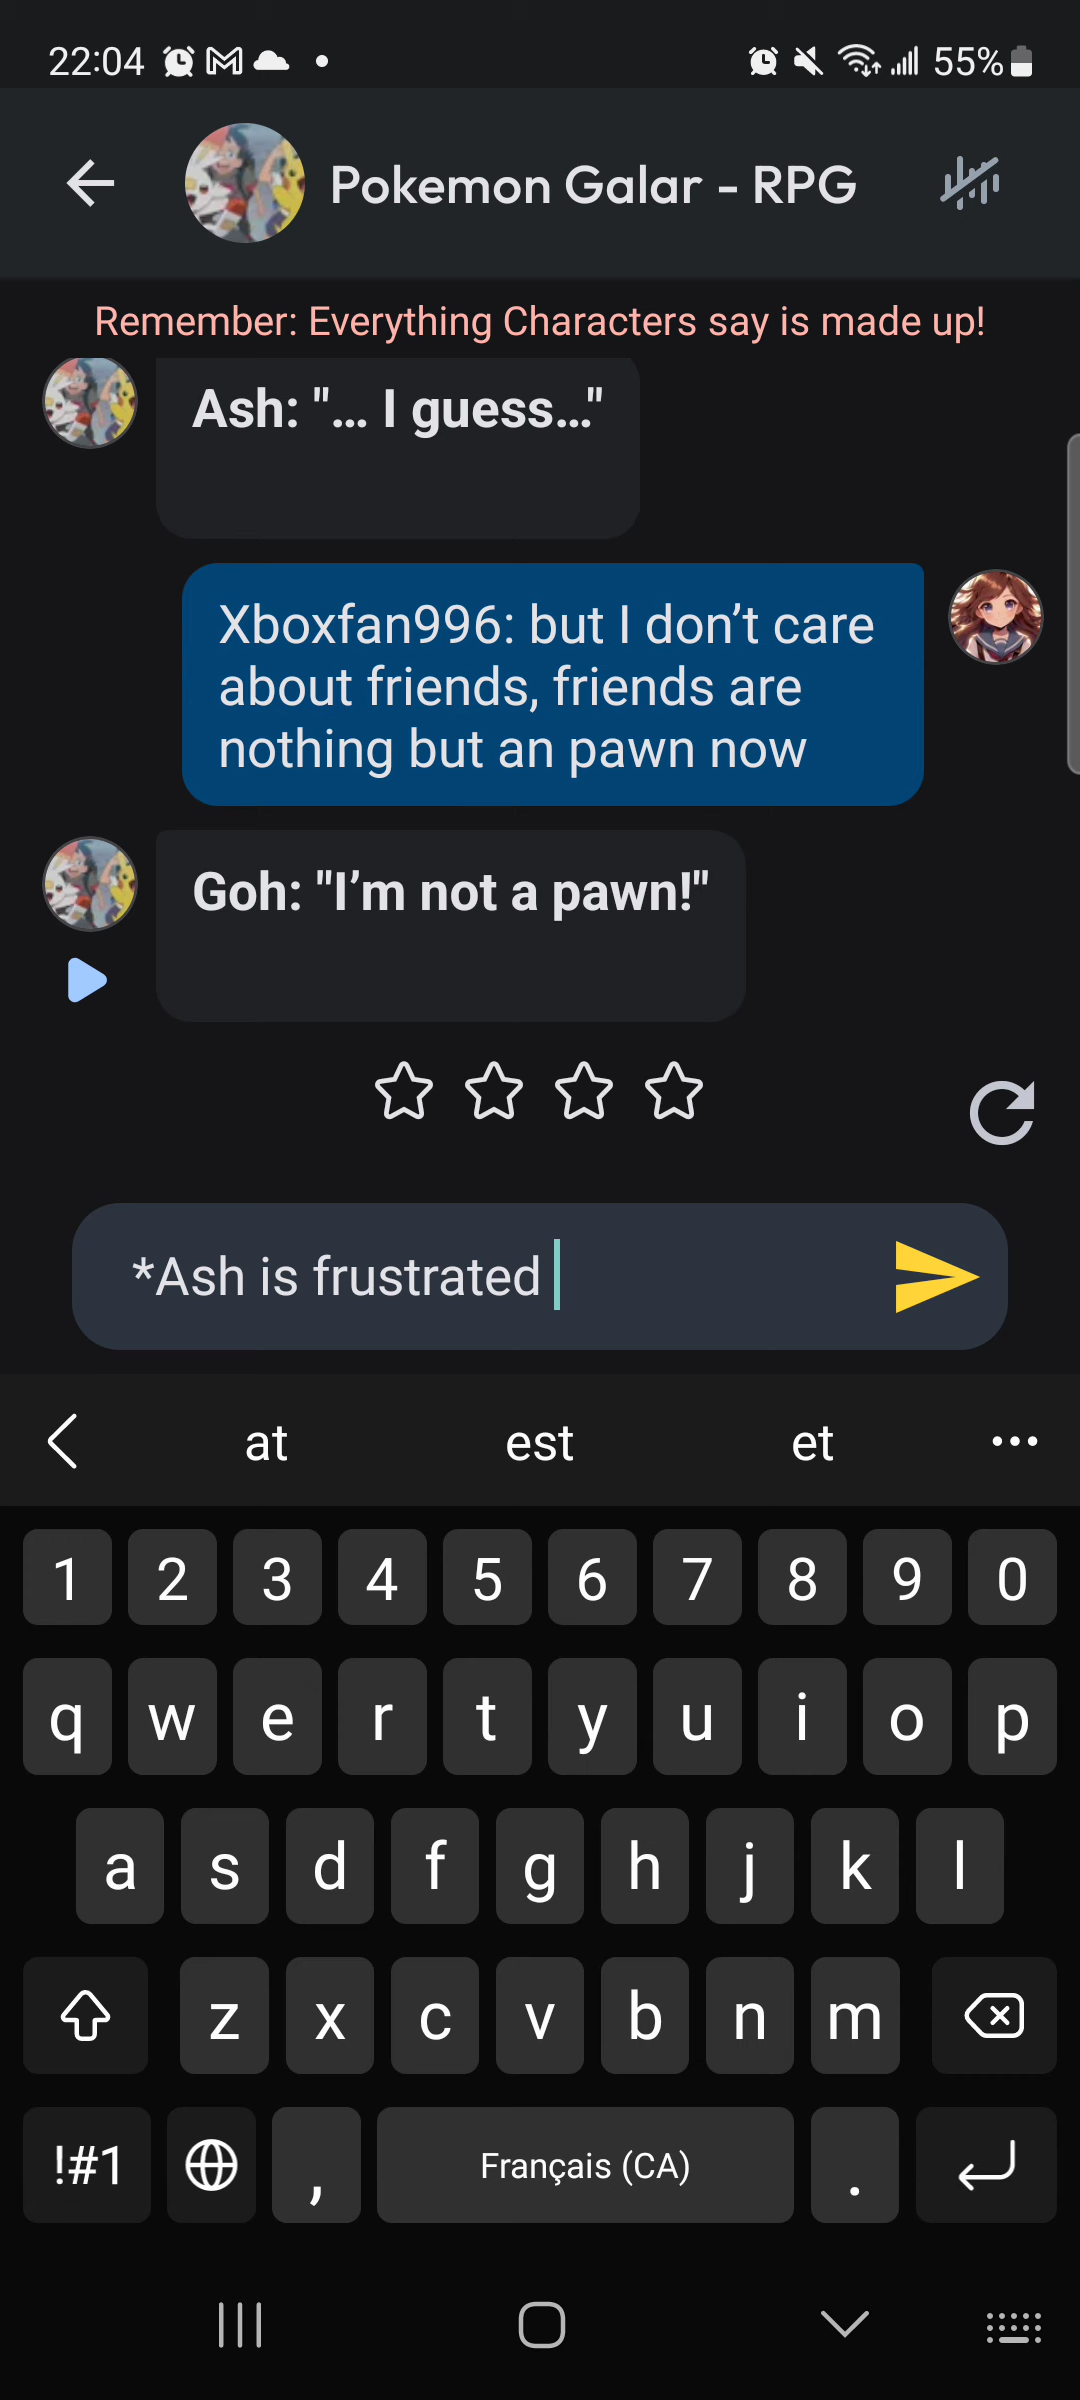 22:04 55%
Pokemon Galar - RPG
Remember: Everything Characters say is made up!
Ash: "... I guess..."
Xboxfan996: but I don’t care
about friends, friends are
nothing but an pawn now
Goh: "I’m not a pawn!"
*Ash is frustrated
at est et
1 2 3 4 5 6 7 8 9 0
q w e r t y u i o p
a s d f g h j k l
z x c v b n m
!#1 , Français (CA) .